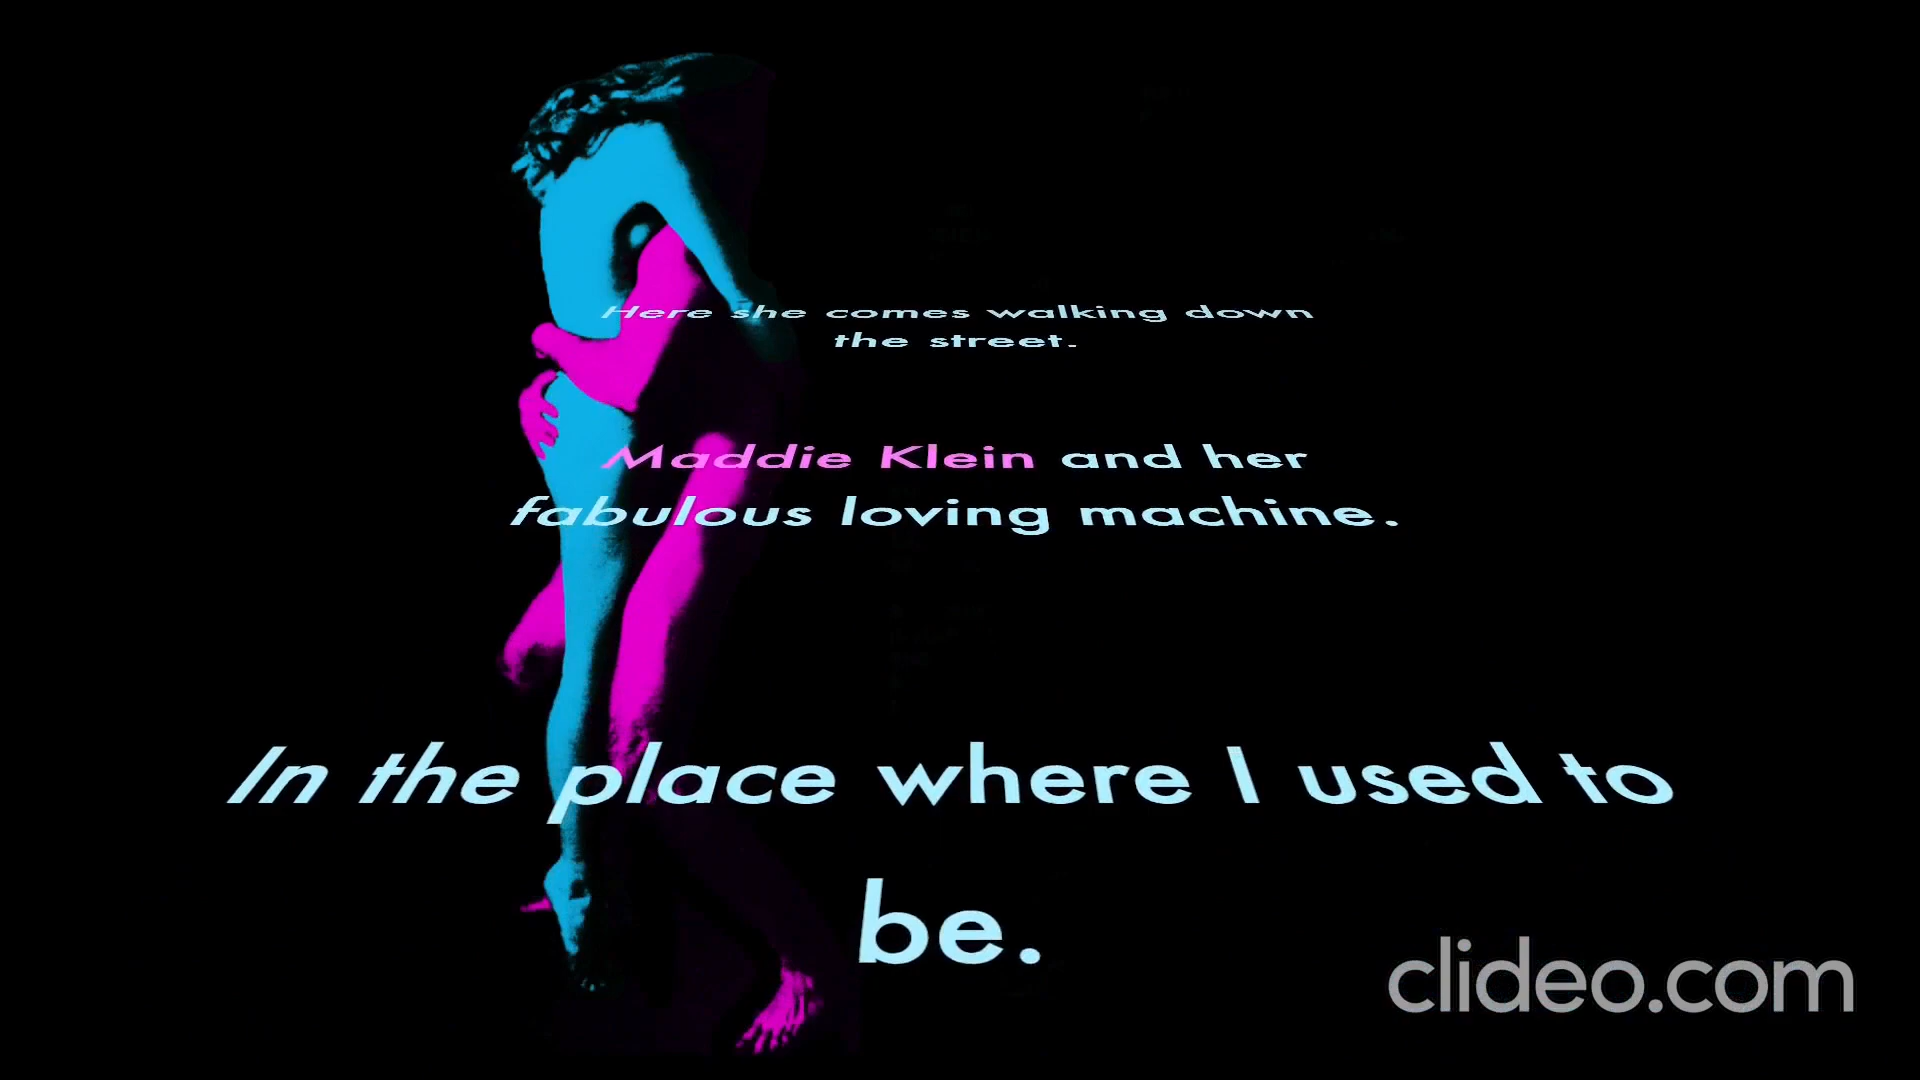 Here she comes walking down
the street.
Maddie Klein and her
fabulous loving machine.
In the place where I used to
be.
clideo.com